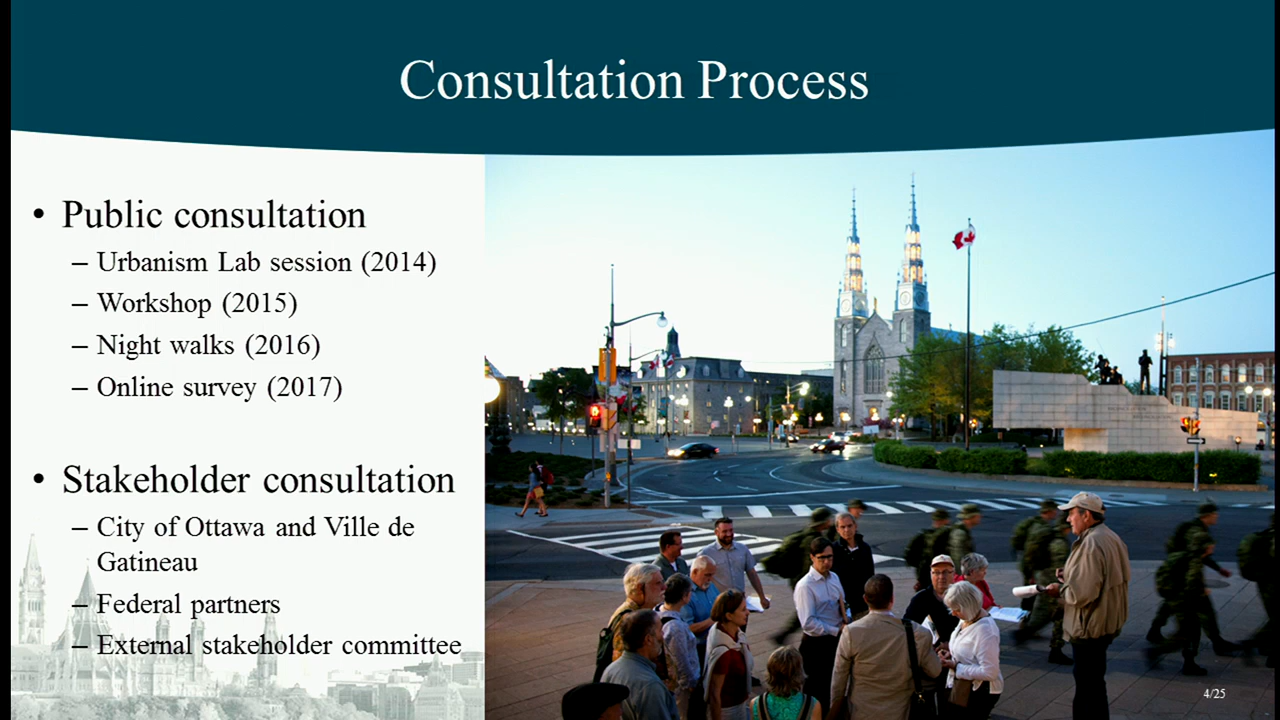 Consultation Process
• Public consultation
– Urbanism Lab session (2014)
– Workshop (2015)
– Night walks (2016)
– Online survey (2017)
• Stakeholder consultation
– City of Ottawa and Ville de
Gatineau
– Federal partners
– External stakeholder committee
4/25